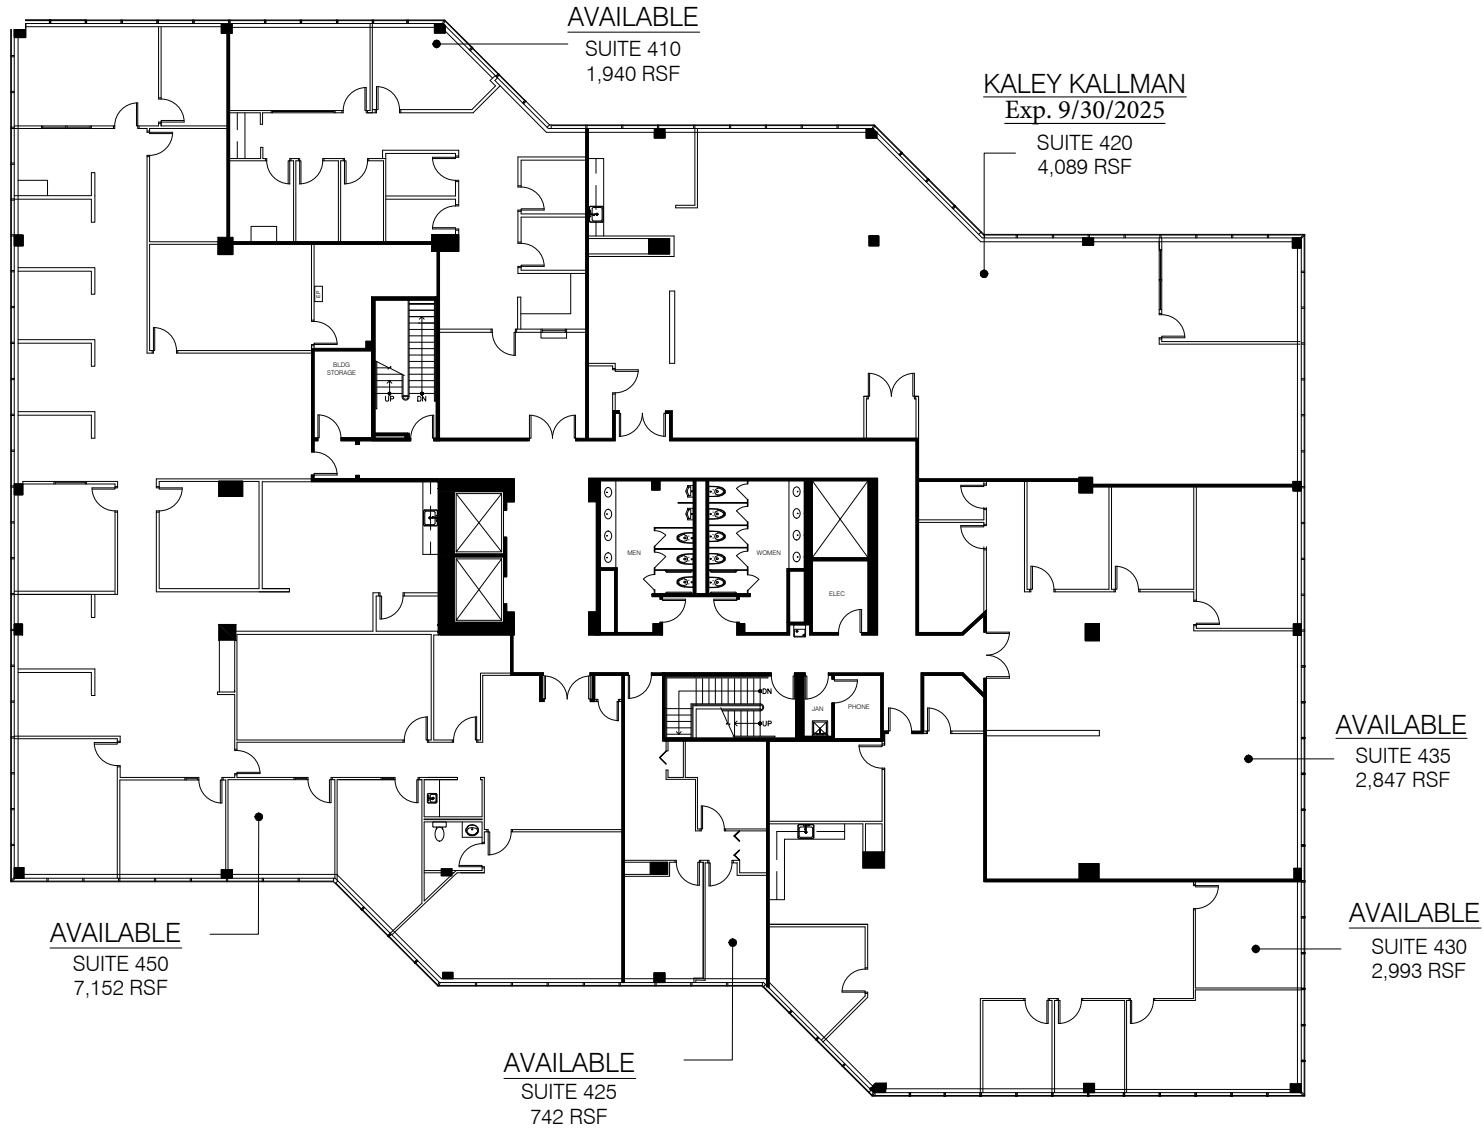 AVAILABLE
SUITE 410
1,940 RSF
KALEY KALLMAN
Exp. 9/30/2025
SUITE 420
4,089 RSF
EP
BLDG
STORAGE
UP
DN
MEN
WOMEN
ELEC
DN
UP
JAN
PHONE
AVAILABLE
SUITE 435
2,847 RSF
AVAILABLE
SUITE 430
2,993 RSF
AVAILABLE
SUITE 450
7,152 RSF
AVAILABLE
SUITE 425
742 RSF